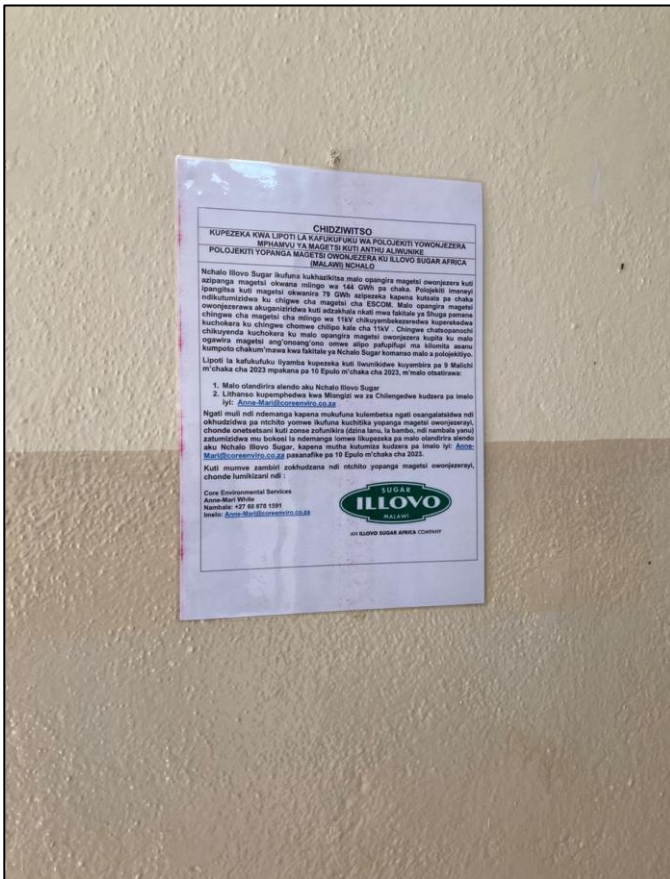 CHIDZIWITSO
KUPEZEKA KWA LIPOTI LA KAFUKUFUKU WA POLOJEKITI YOWONJEZERA
MPHAMVU YA MAGETSI KUTI ANTHU ALIWUNIKE
POLOJEKITI YOPANGA MAGETSI OWONJEZERA KU ILLOVO SUGAR AFRICA
(MALAWI) NCHALO
Nchalo Illovo Sugar ikufuna kukhazikitsa malo opangira magetsi owonjezera kuti
azipanga magetsi okwana mlingo wa 144 GWh pa chaka. Polojekiti imeneyi
ipangitsa kuti magetsi okwanira 79 GWh azipezeka kapena kutsala pa chaka
ndikutumizidwa ku chigwe cha magetsi cha ESCOM. Malo opangira magetsi
owonjezerawa akuganiziridwa kuti adzakhala nkati mwa fakitale ya Shuga pamene
chingwe cha magetsi cha mlingo wa 11kV chikuyembekezeredwa kuperekedwa
kuchokera ku chingwe chomwe chilipo kale cha 11kV . Chingwe chatsopanochi
chikuyenda kuchokera ku malo opangira magetsi owonjezera kupita ku malo
ogawira magetsi ang'onoang'ono omwe alipo pafupifupi ma kilomita asanu
kumpoto chakum'mawa kwa fakitale ya Nchalo Sugar komanso malo a polojekitiyo.
Lipoti la kafukufuku liyamba kupezeka kuti liwunikidwe kuyambira pa 9 Malichi
m'chaka cha 2023 mpakana pa 10 Epulo m'chaka cha 2023, m'malo otsatirawa:
1. Malo olandirira alendo aku Nchalo Illovo Sugar
2. Lithanso kupemphedwa kwa Mlangizi wa za Chilengedwe kudzera pa imelo
iyi: Anne-Mari@coreenviro.co.za
Ngati muli ndi ndemanga kapena mukufuna kulembetsa ngati osangalatsidwa ndi
okhudzidwa pa ntchito yomwe ikufuna kuchitika yopanga magetsi owonjezerayi,
chonde onetsetsani kuti zonse zofunikira (dzina lanu, la bambo, ndi nambala yanu)
zatumizidwa mu bokosi la ndemanga lomwe likupezeka pa malo olandirira alendo
aku Nchalo Illovo Sugar, kapena mutha kutumiza kudzera pa imelo iyi: Anne-
Mari@coreenviro.co.za pasanafike pa 10 Epulo m'chaka cha 2023.
Kuti mumve zambiri zokhudzana ndi ntchito yopanga magetsi owonjezerayi,
chonde lumikizani ndi :
Core Environmental Services
Anne-Mari White
Nambala: +27 60 878 1591
Imelo: Anne-Mari@coreenviro.co.za
SUGAR
ILLOVO
MALAWI
AN ILLOVO SUGAR AFRICA COMPANY